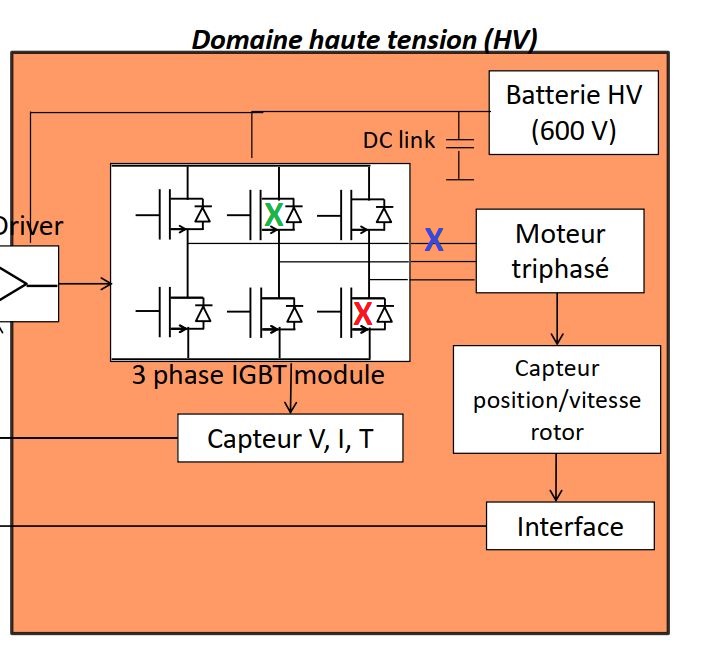 Domaine haute tension (HV)
Batterie HV
(600 V)
DC link
Driver
X
X
Moteur
triphasé
X
3 phase IGBT module
Capteur
position/vitesse
rotor
Capteur V, I, T
Interface